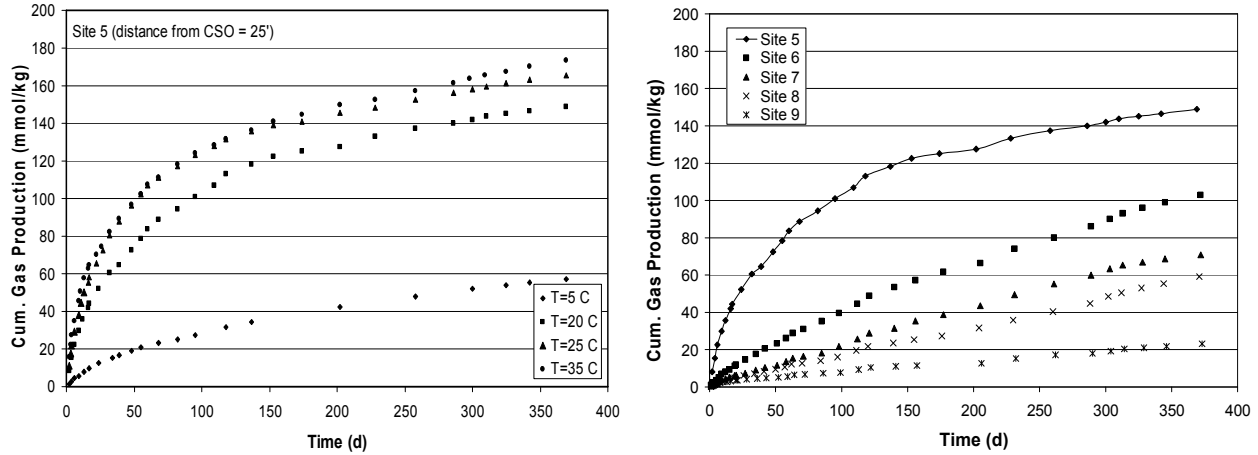 Site 5 (distance from CSO = 25')
Cum. Gas Production (mmol/kg)
200
180
160
140
120
100
80
60
40
20
0
T=5 C
T=20 C
T=25 C
T=35 C
0 50 100 150 200 250 300 350 400
Time (d)
Cum. Gas Production (mmol/kg)
200
180
160
140
120
100
80
60
40
20
0
Site 5
Site 6
Site 7
Site 8
Site 9
0 50 100 150 200 250 300 350 400
Time (d)